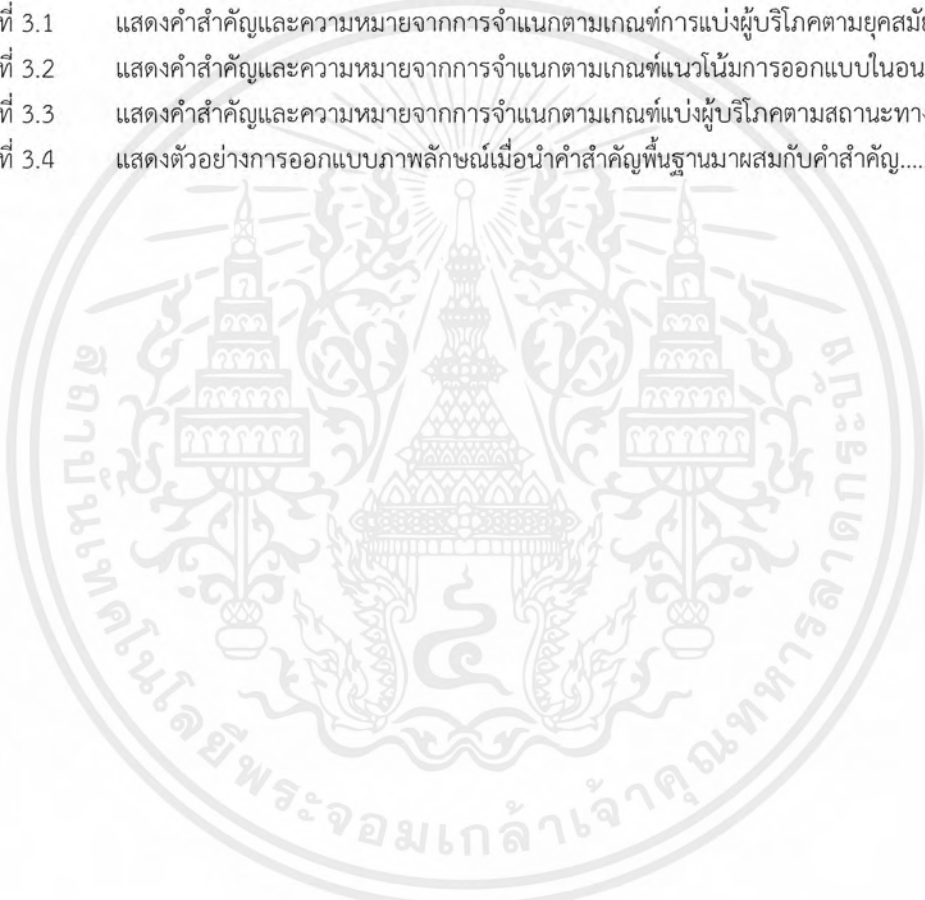 ที่ 3.1 แสดงคำสำคัญและความหมายจากการจำแนกตามเกณฑ์การแบ่งผู้บริโภคตามยุคสมัย
ที่ 3.2 แสดงคำสำคัญและความหมายจากการจำแนกตามเกณฑ์แนวโน้มการออกแบบในอน
ที่ 3.3 แสดงคำสำคัญและความหมายจากการจำแนกตามเกณฑ์แบ่งผู้บริโภคตามสถานะทาง
ที่ 3.4 แสดงตัวอย่างการออกแบบภาพลักษณ์เมื่อนำคำสำคัญพื้นฐานมาผสมกับคำสำคัญ....
สถาบันเทคโนโลยีพระจอมเกล้าเจ้าคุณทหารลาดกระบัง
๔